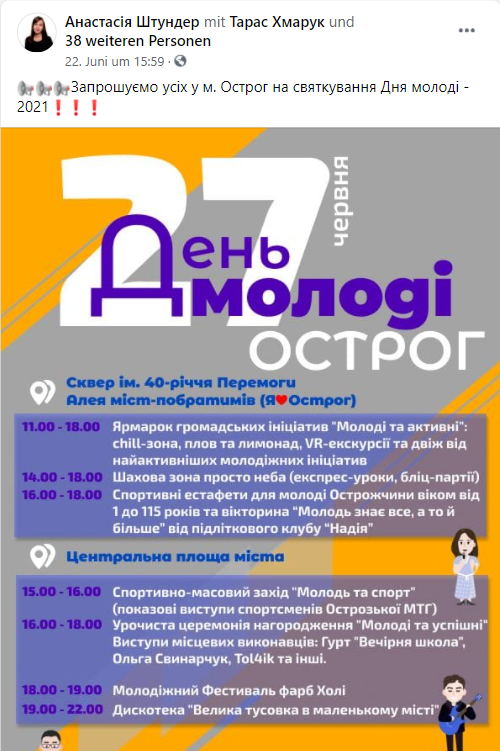 Анастасія Штундер mit Тарас Хмарук und
38 weiteren Personen
22. Juni um 15:59 ·
Запрошуємо усіх у м. Острог на святкування Дня молоді -
2021❗❗❗
27
червня
День
молоді
ОСТРОГ
Сквер ім. 40-річчя Перемоги
Алея міст-побратимів (Я❤Острог)
11.00 - 18.00 Ярмарок громадських ініціатив "Молоді та активні":
chill-зона, плов та лимонад, VR-екскурсії та двіж від
найактивніших молодіжних ініціатив
14.00 - 18.00 Шахова зона просто неба (експрес-уроки, бліц-партії)
16.00 - 18.00 Спортивні естафети для молоді Острожчини віком від
1 до 115 років та вікторина “Молодь знає все, а то й
більше” від підліткового клубу “Надія”
Центральна площа міста
15.00 - 16.00 Спортивно-масовий захід "Молодь та спорт"
(показові виступи спортсменів Острозької МТГ)
16.00 - 18.00 Урочиста церемонія нагородження "Молоді та успішні"
Виступи місцевих виконавців: Гурт "Вечірня школа",
Ольга Свинарчук, Tol4ik та інші.
18.00 - 19.00 Молодіжний Фестиваль фарб Холі
19.00 - 22.00 Дискотека "Велика тусовка в маленькому місті"